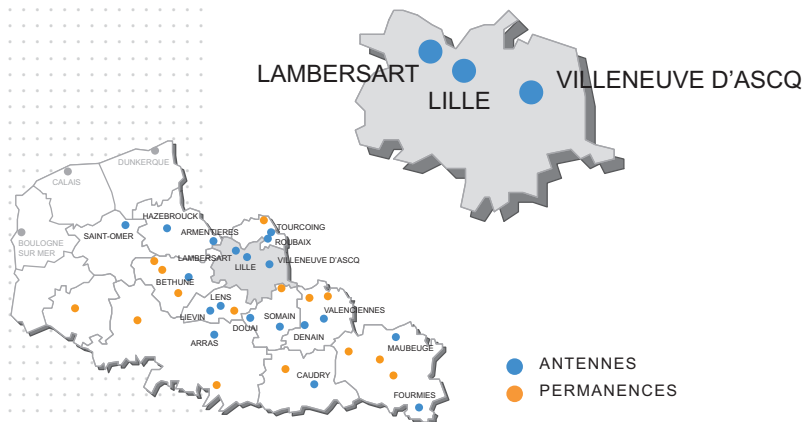 LAMBERSART
LILLE
VILLENEUVE D'ASCQ
DUNKERQUE
CALAIS
BOULOGNE
SUR MER
HAZEBROUCK
SAINT-OMER
ARMENTIERES
TOURCOING
ROUBAIX
LAMBERSART
LILLE
VILLENEUVE D'ASCQ
BETHUNE
LENS
LIEVIN
DOUAI
SOMAIN
VALENCIENNES
DENAIN
ARRAS
MAUBEUGE
CAUDRY
FOURMIES
ANTENNES
PERMANENCES